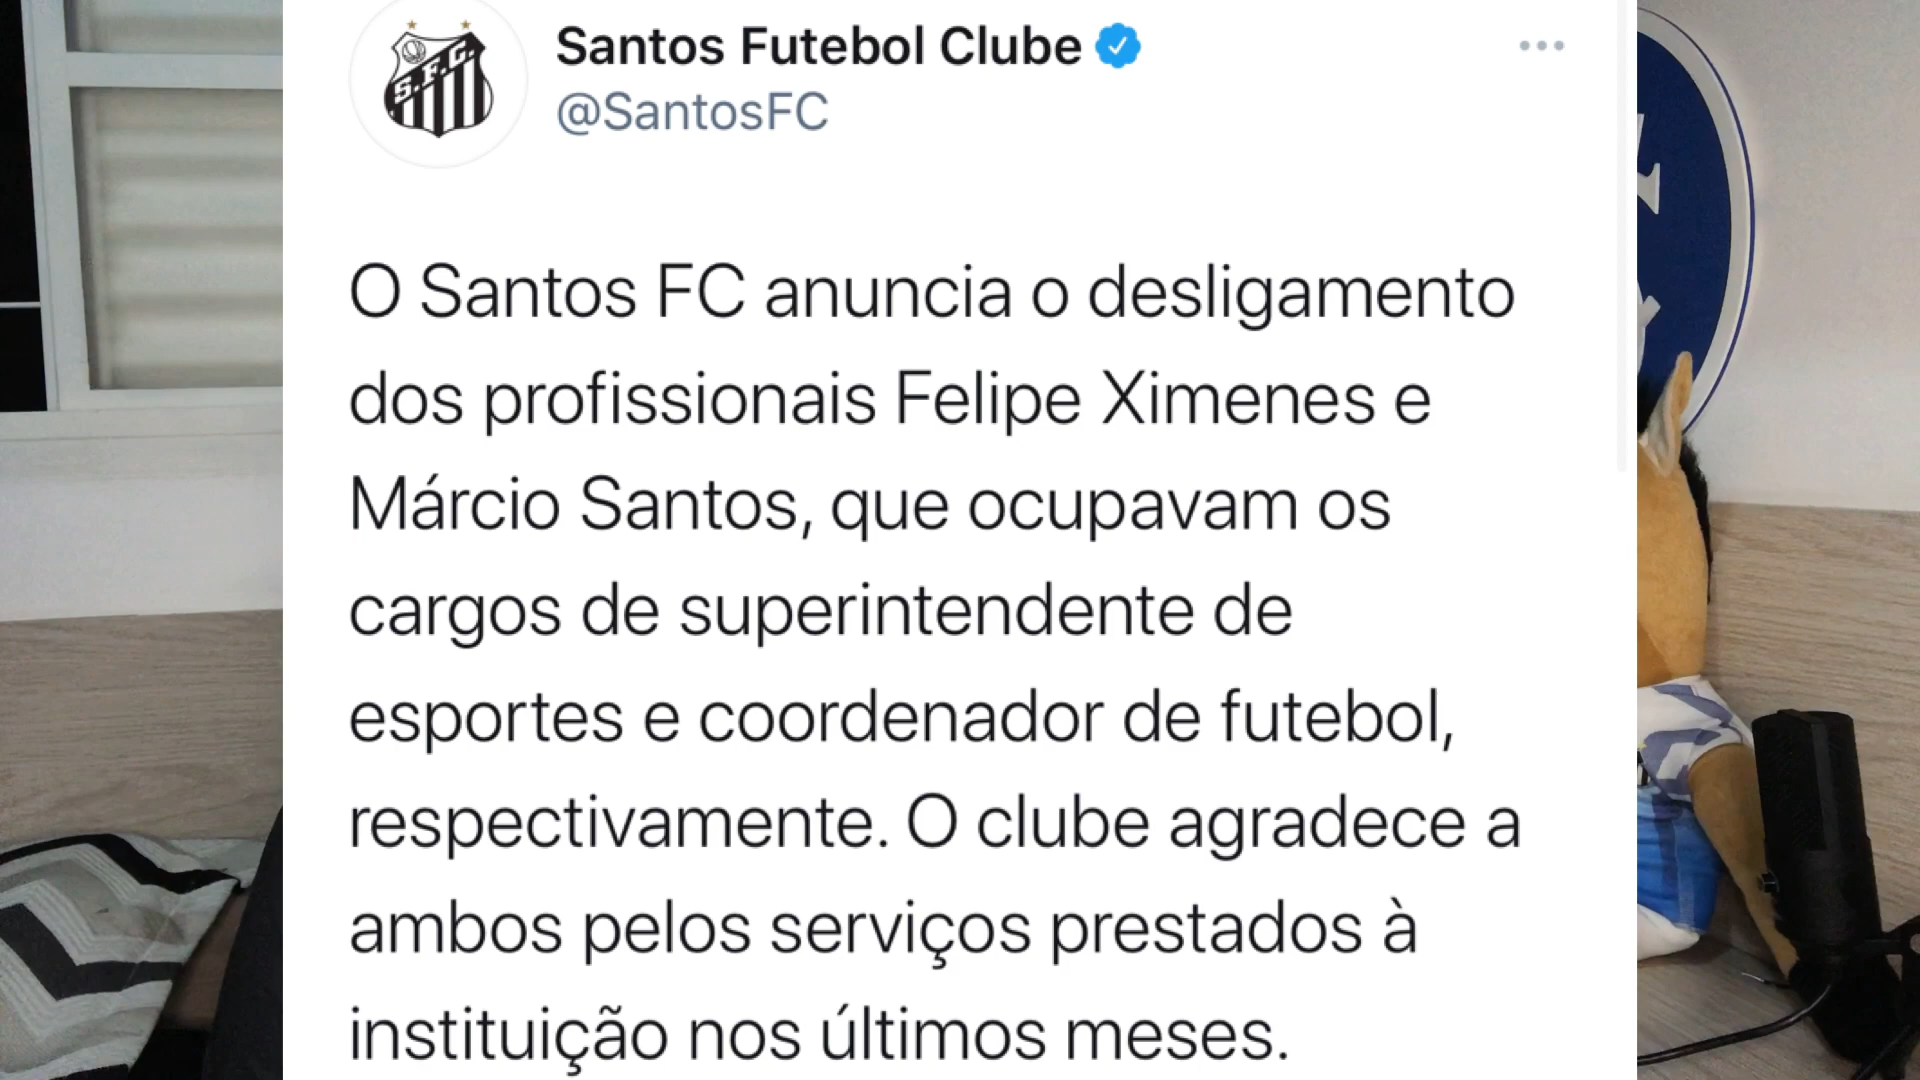 Santos Futebol Clube
@SantosFC
S.F.C.
O Santos FC anuncia o desligamento
dos profissionais Felipe Ximenes e
Márcio Santos, que ocupavam os
cargos de superintendente de
esportes e coordenador de futebol,
respectivamente. O clube agradece a
ambos pelos serviços prestados à
instituição nos últimos meses.